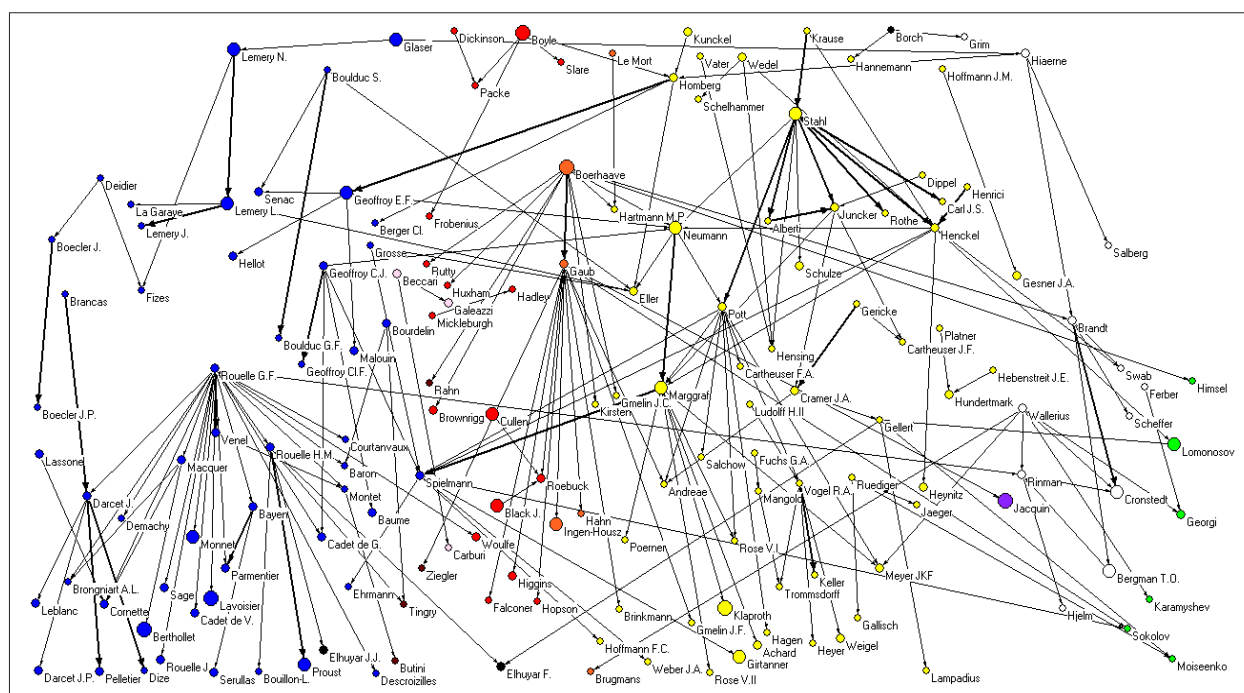 Dickinson
Boyle
Kunckel
Krause
Borch
Grim
Glaser
Lemery N.
Slare
Le Mort
Vater
Wedel
Hannemann
Hoffmann J.M.
Hiaerne
Boulduc S.
Packe
Homberg
Schelhammer
Stahl
Boerhaave
Deidier
Senac
Geoffroy E.F.
Dippel
Henrici
La Garaye
Lemery L.
Berger Cl.
Frobenius
Hartmann M.P.
Alberti
Juncker
Rothe
Carl J.S.
Lemery J.
Neumann
Henckel
Boecler J.
Hellot
Grosse
Salberg
Geoffroy C.J.
Beccari
Rutty
Gaub
Schulze
Gesner J.A.
Brancas
Fizes
Huxham
Hadley
Eller
Galeazzi
Mickleburgh
Pott
Gericke
Bourdelin
Platner
Brandt
Boulduc G.F.
Malouin
Hensing
Cartheuser J.F.
Geoffroy Cl.F.
Cartheuser F.A.
Rouelle G.F.
Rahn
Hebenstreit J.E.
Swab
Ferber
Himsel
Marggraf
Gmelin J.C.
Cramer J.A.
Hundertmark
Boecler J.P.
Brownrigg
Cullen
Kirsten
Ludolff H.II
Gellert
Vallerius
Scheffer
Venel
Courtanvaux
Lomonosov
Rouelle H.M.
Lassone
Macquer
Baron
Salchow
Fuchs G.A.
Spielmann
Roebuck
Andreae
Mangold
Vogel R.A.
Ruediger
Heynitz
Rinman
Darcet J.
Montet
Cronstedt
Demachy
Bayen
Baume
Black J.
Hahn
Jaeger
Jacquin
Georgi
Ingen-Housz
Monnet
Cadet de G.
Woulfe
Poerner
Rose V.I
Carburi
Parmentier
Ziegler
Meyer JKF
Bergman T.O.
Brongniart A.L.
Sage
Ehrmann
Higgins
Keller
Trommsdorff
Leblanc
Cornette
Lavoisier
Tingry
Falconer
Hopson
Brinkmann
Klaproth
Karamyshev
Cadet de V.
Hjelm
Berthollet
Gmelin J.F.
Gallisch
Sokolov
Hagen
Heyer
Weigel
Hoffmann F.C.
Achard
Rouelle J.
Elhuyar J.J.
Butini
Elhuyar F.
Weber J.A.
Girtanner
Moiseenko
Darcet J.P.
Pelletier
Dize
Serullas
Bouillon-L.
Proust
Descroizilles
Brugmans
Rose V.II
Lampadius